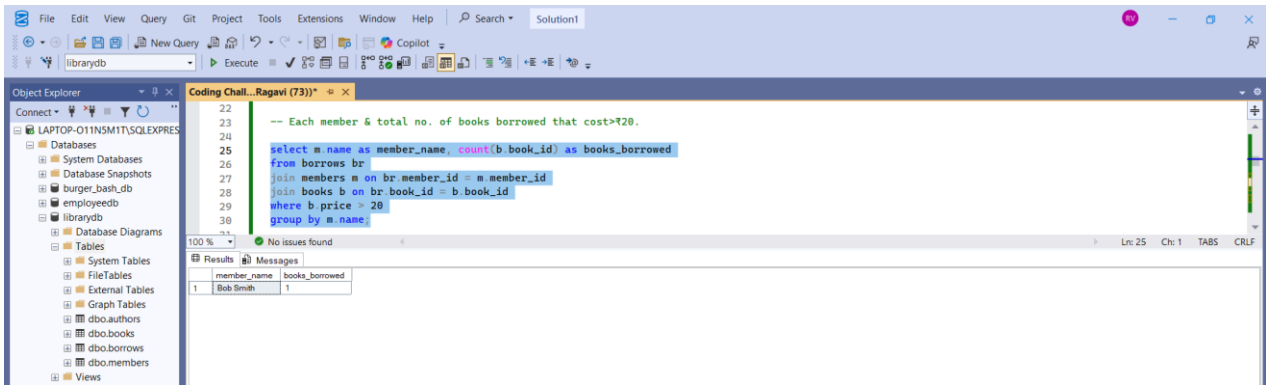 File Edit View Query Git Project Tools Extensions Window Help Search Solution1 RV
New Query Copilot
librarydb Execute
Object Explorer
Coding Chall...Ragavi (73))*
Connect
LAPTOP-O11N5M1T\SQLEXPRES
Databases
System Databases
Database Snapshots
burger_bash_db
employeedb
librarydb
Database Diagrams
Tables
System Tables
FileTables
External Tables
Graph Tables
dbo.authors
dbo.books
dbo.borrows
dbo.members
Views
22
23 -- Each member & total no. of books borrowed that cost>₹20.
24
25 select m.name as member_name, count(b.book_id) as books_borrowed
26 from borrows br
27 join members m on br.member_id = m.member_id
28 join books b on br.book_id = b.book_id
29 where b.price > 20
30 group by m.name;
31
100 % No issues found Ln: 25 Ch: 1 TABS CRLF
Results Messages
member_name books_borrowed
1 Bob Smith 1